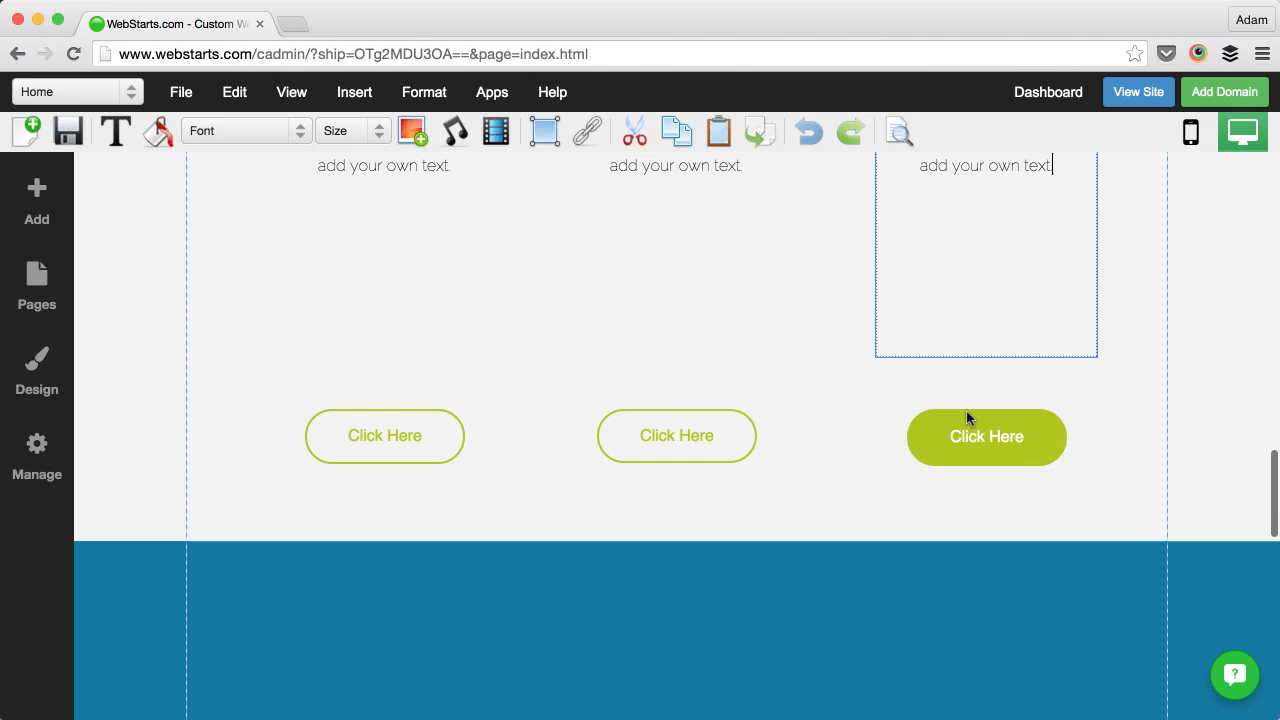 WebStarts.com - Custom W
Adam
www.webstarts.com/cadmin/?ship=OTg2MDU3OA==&page=index.html
Home File Edit View Insert Format Apps Help Dashboard View Site Add Domain
T Font Size
add your own text. add your own text. add your own text.
Add
Pages
Design
Manage
Click Here Click Here Click Here
?